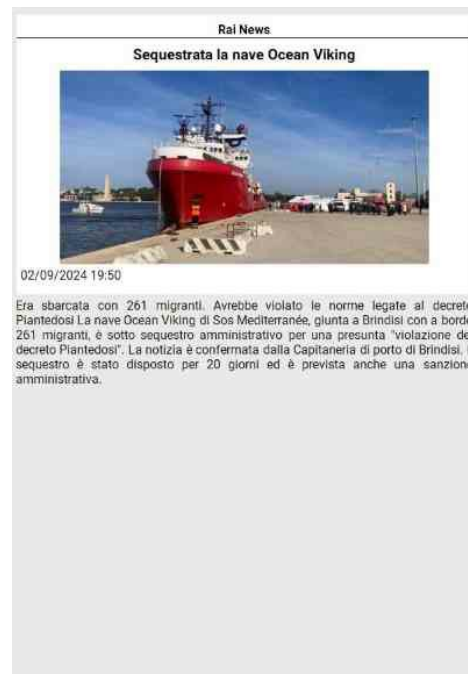 Rai News
Sequestrata la nave Ocean Viking
02/09/2024 19:50
Era sbarcata con 261 migranti. Avrebbe violato le norme legate al
Piantedosi La nave Ocean Viking di Sos Mediterranée, giunta a Brindisi con a
261 migranti, è sotto sequestro amministrativo per una presunta "violazione
decreto Piantedosi". La notizia è confermata dalla Capitaneria di porto di Brindisi.
sequestro è stato disposto per 20 giorni ed è prevista anche una
amministrativa.